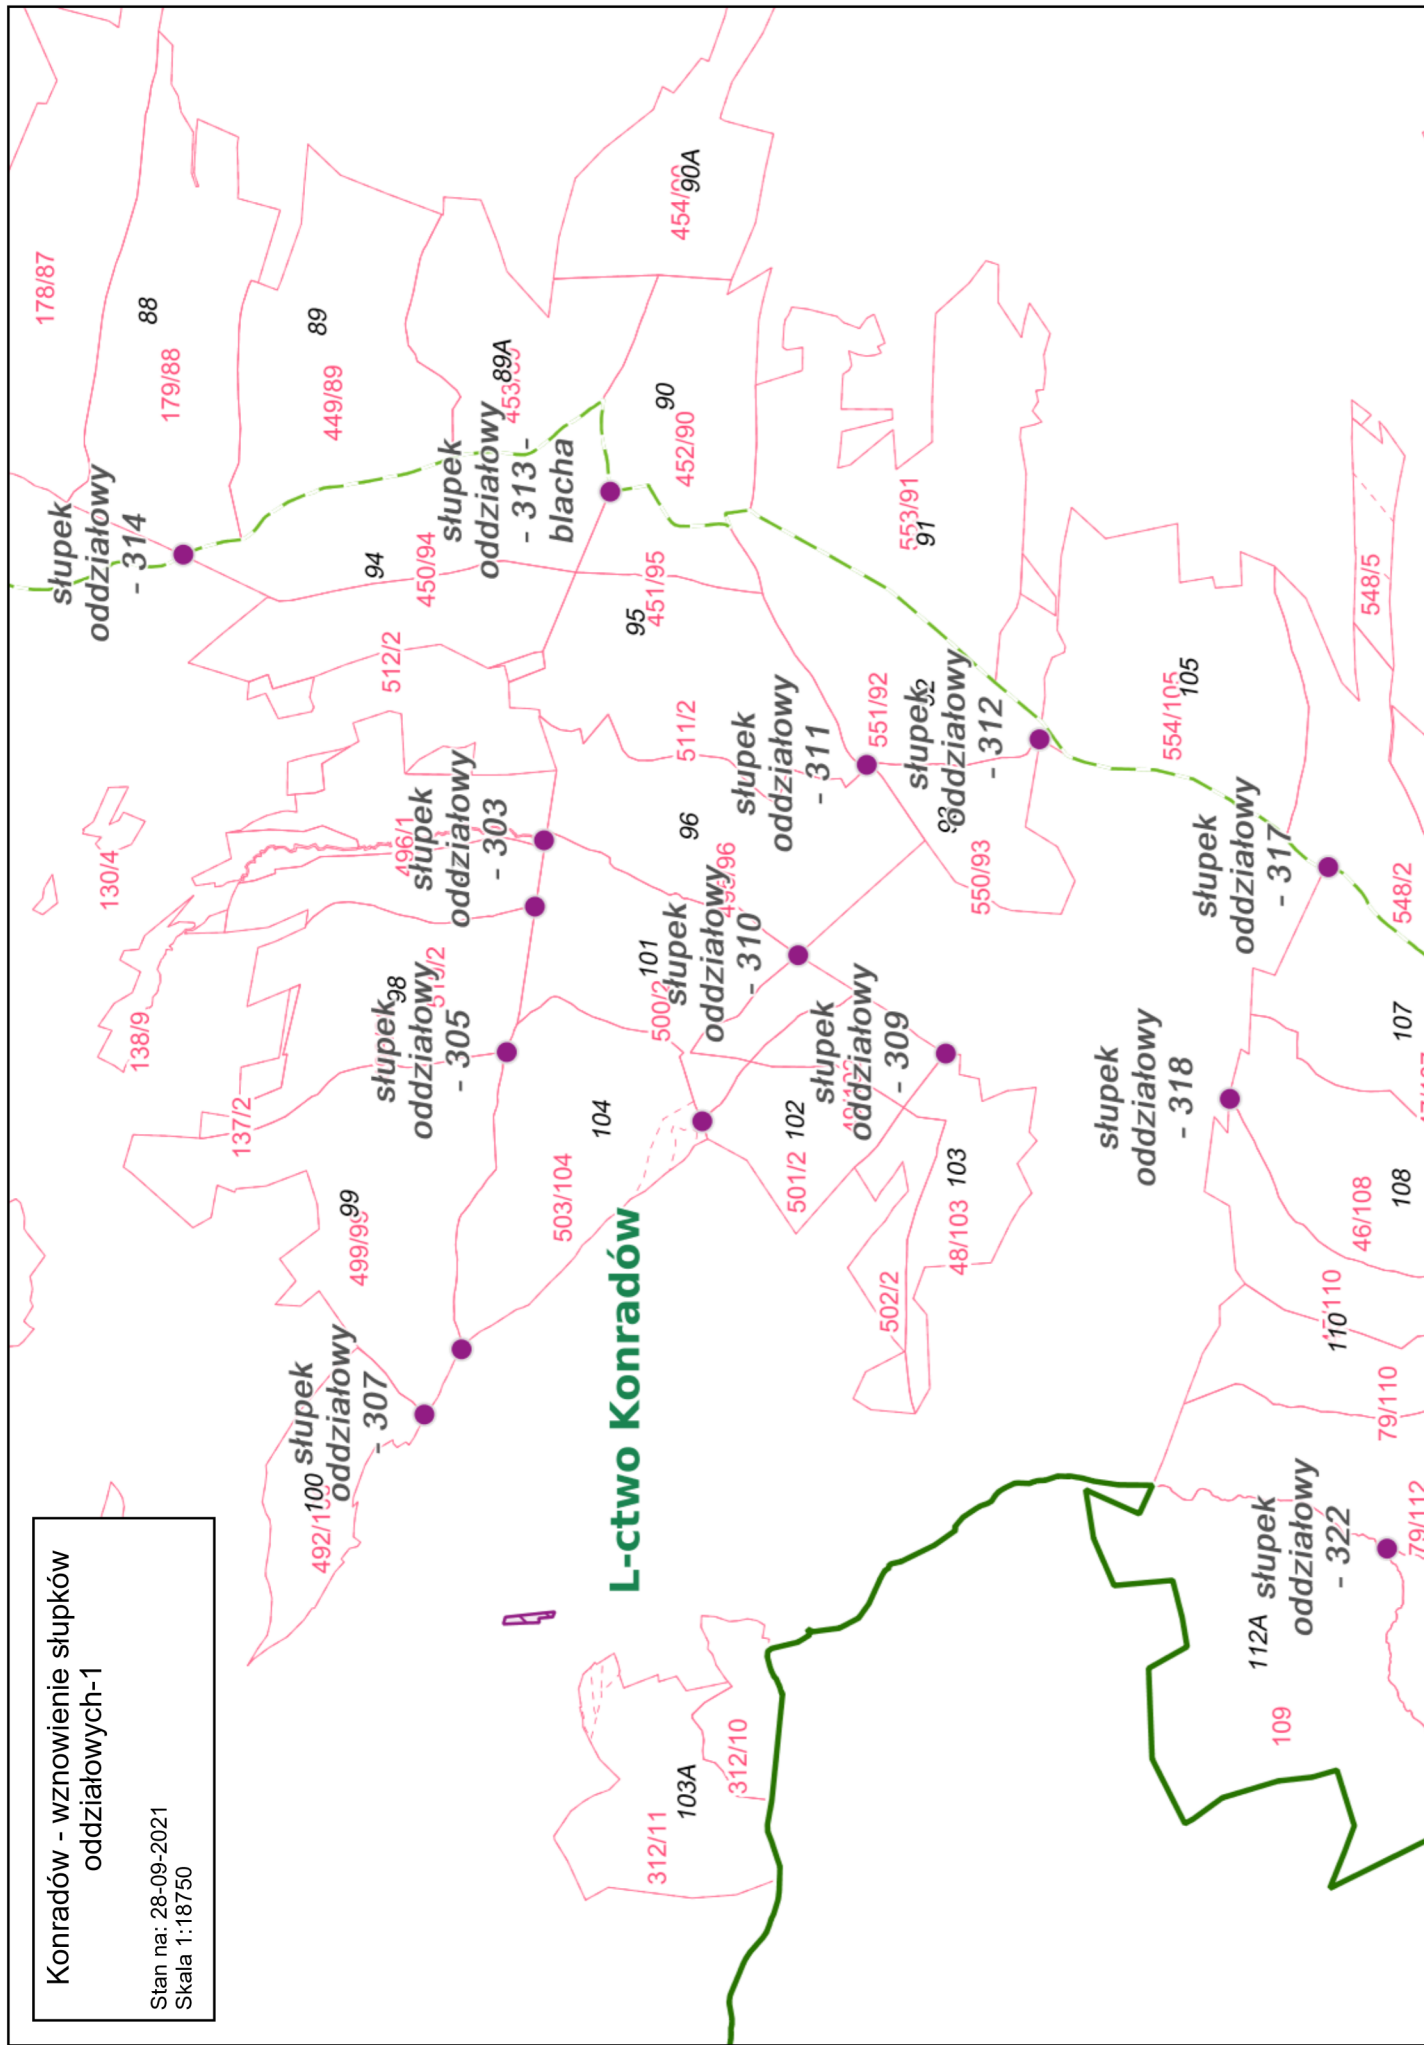 Konradów - wznowienie słupków
oddziałowych-1
Stan na: 28-09-2021
Skala 1:18750
178/87
88
179/88
89
449/89
słupek
oddziałowy
- 314
94
450/94
89A
słupek
oddziałowy
- 313 -
blacha
90A
90
452/90
95
451/95
512/2
511/2
553/91
91
548/5
105
554/105
551/92
słupek
oddziałowy
- 312
słupek
oddziałowy
- 311
130/4
496/1
słupek
oddziałowy
- 303
96
550/93
słupek
oddziałowy
- 317
548/2
138/9
98
słupek
oddziałowy
- 305
101
500/2
słupek
oddziałowy
- 310
słupek
oddziałowy
- 309
107
137/2
104
503/104
102
501/2
103
48/103
słupek
oddziałowy
- 318
108
46/108
99
499/99
502/2
110
79/110
100
słupek
oddziałowy
- 307
L-ctwo Konradów
słupek
oddziałowy
- 322
79/112
112A
109
312/10
103A
312/11